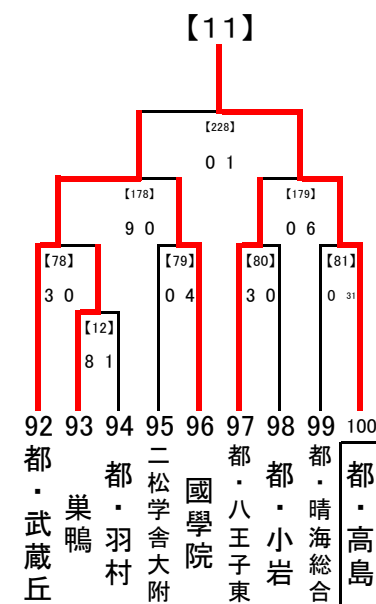 【11】
【228】
0 1
【178】
【179】
9 0
0 6
【78】
【79】
【80】
【81】
3 0
0 4
3 0
0 31
【12】
8 1
92
93
94
95
96
97
98
99
100
都・武蔵丘
巣鴨
都・羽村
二松学舎大附
國學院
都・八王子東
都・小岩
都・晴海総合
都・高島